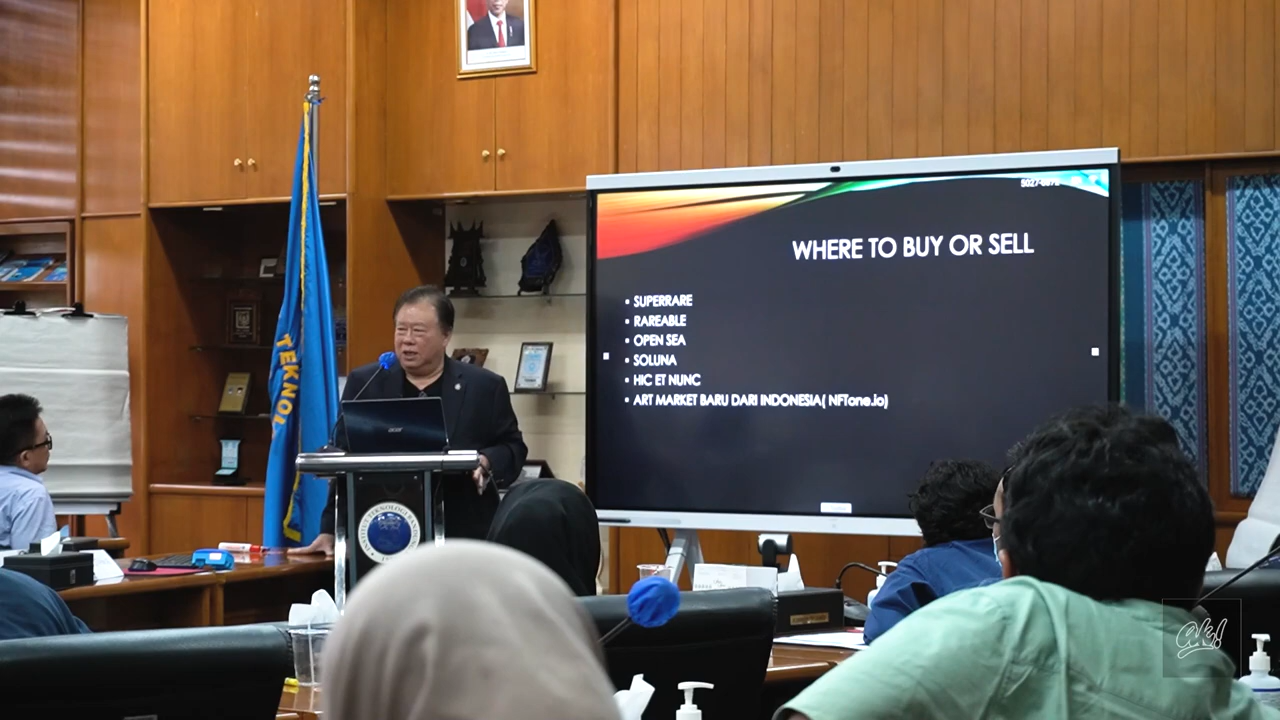 WHERE TO BUY OR SELL
▪ SUPERRARE
▪ RAREABLE
▪ OPEN SEA
▪ SOLUNA
▪ HIC ET NUNC
▪ ART MARKET BARU DARI INDONESIA( NFTone.io)
TEKNOL
acer